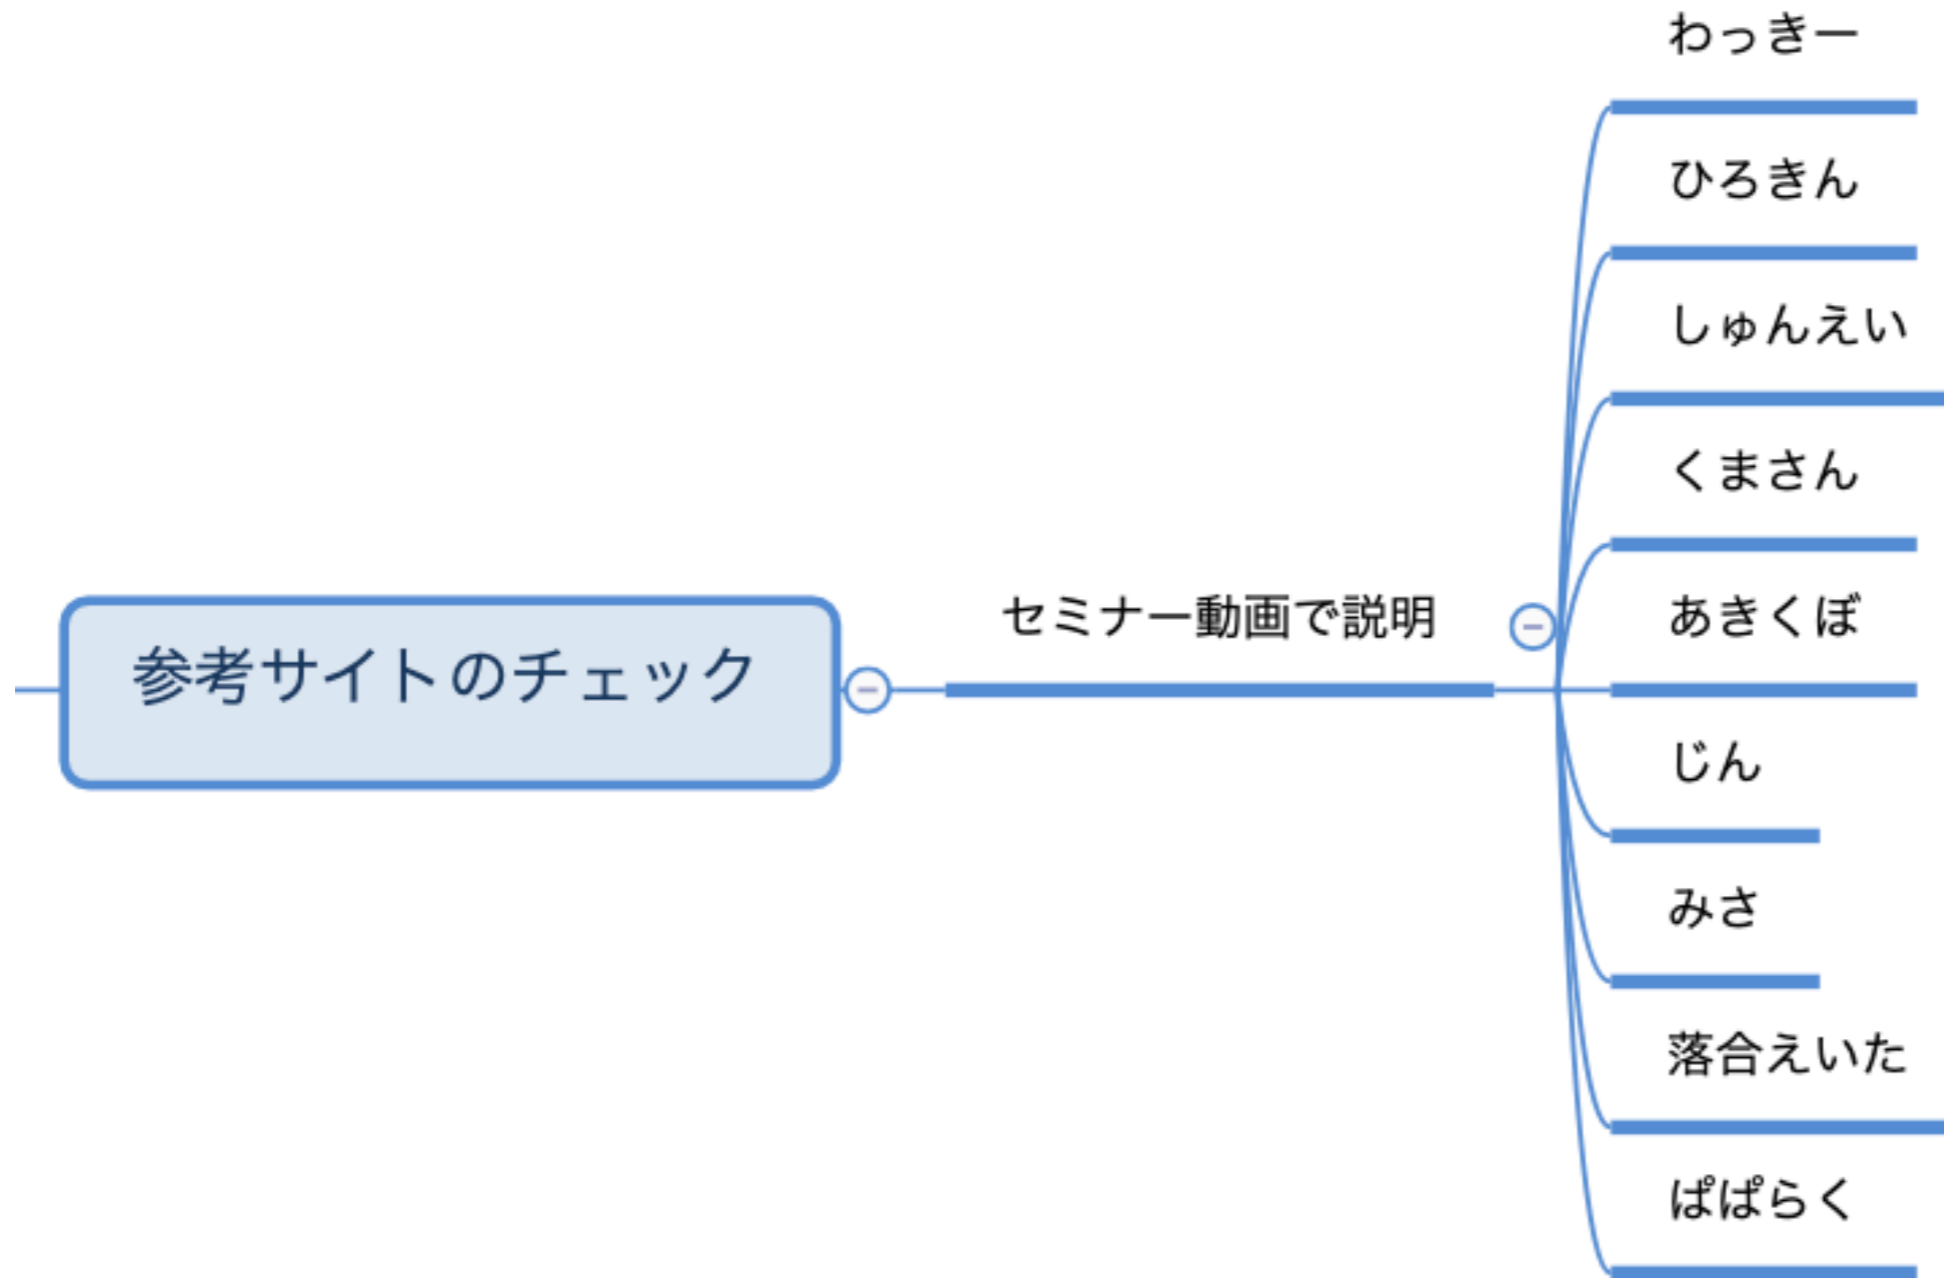 参考サイトのチェック
セミナー動画で説明
わっきー
ひろきん
しゅんえい
くまさん
あきくぼ
じん
みさ
落合えいた
ぱぱらく